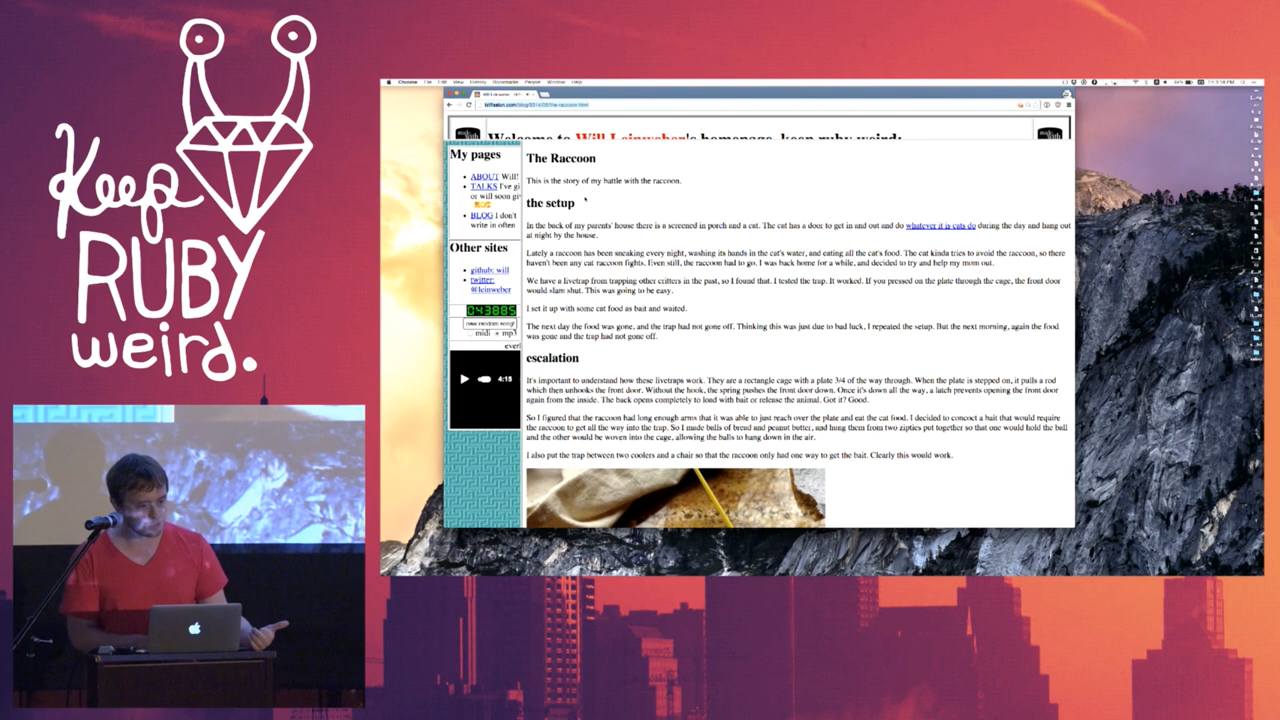 Keep
RUBY
weird.
Chrome File Edit View History Bookmarks People Window Help
Welcome to Will Leinweber's homepage, keep ruby weird:
My pages
ABOUT Will!
TALKS I've gi
or will soon giv
HOT
BLOG I don't
write in often
Other sites
github: will
twitter:
@leinweber
043885
new random song!
midi mp3
everl
4:15
The Raccoon
This is the story of my battle with the raccoon.
the setup
In the back of my parents' house there is a screened in porch and a cat. The cat has a door to get in and out and do whatever it is cats do during the day and hang out
at night by the house.
Lately a raccoon has been sneaking every night, washing its hands in the cat's water, and eating all the cat's food. The cat kinda tries to avoid the raccoon, so there
haven't been any cat raccoon fights. Even still, the raccoon had to go. I was back home for a while, and decided to try and help my mom out.
We have a livetrap from trapping other critters in the past, so I found that. I tested the trap. It worked. If you pressed on the plate through the cage, the front door
would slam shut. This was going to be easy.
I set it up with some cat food as bait and waited.
The next day the food was gone, and the trap had not gone off. Thinking this was just due to bad luck, I repeated the setup. But the next morning, again the food
was gone and the trap had not gone off.
escalation
It's important to understand how these livetraps work. They are a rectangle cage with a plate 3/4 of the way through. When the plate is stepped on, it pulls a rod
which then unhooks the front door. Without the hook, the spring pushes the front door down. Once it's down all the way, a latch prevents opening the front door
again from the inside. The back opens completely to load with bait or release the animal. Got it? Good.
So I figured that the raccoon had long enough arms that it was able to just reach over the plate and eat the cat food. I decided to concoct a bait that would require
the raccoon to get all the way into the trap. So I made balls of bread and peanut butter, and hung them from two zipties put together so that one would hold the ball
and the other would be woven into the cage, allowing the balls to hang down in the air.
I also put the trap between two coolers and a chair so that the raccoon only had one way to get the bait. Clearly this would work.